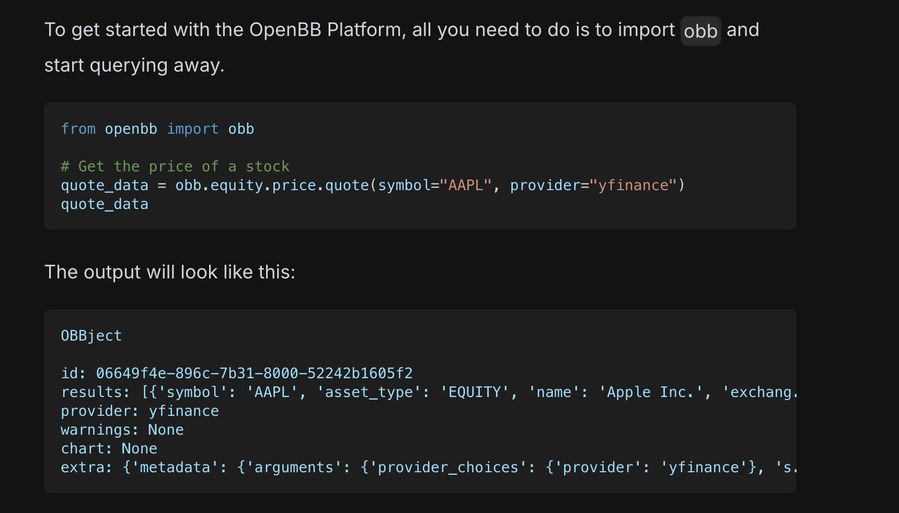 To get started with the OpenBB Platform, all you need to do is to import obb and
start querying away.
from openbb import obb
# Get the price of a stock
quote_data = obb.equity.price.quote(symbol="AAPL", provider="yfinance")
quote_data
The output will look like this:
OBBject
id: 06649f4e-896c-7b31-8000-52242b1605f2
results: [{'symbol': 'AAPL', 'asset_type': 'EQUITY', 'name': 'Apple Inc.', 'exchang.
provider: yfinance
warnings: None
chart: None
extra: {'metadata': {'arguments': {'provider_choices': {'provider': 'yfinance'}, 's.